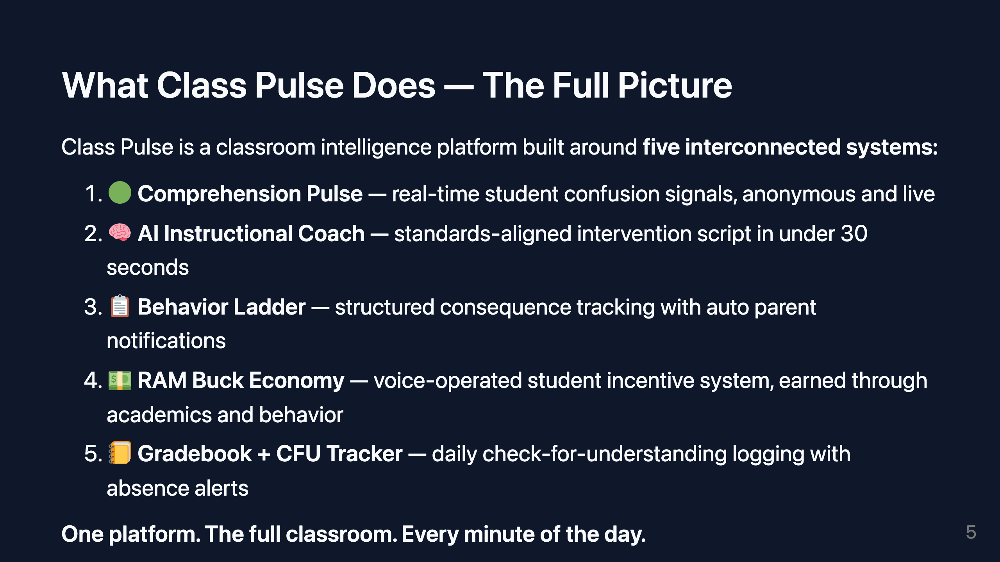 What Class Pulse Does — The Full Picture
Class Pulse is a classroom intelligence platform built around five interconnected systems:
1. 🟢 Comprehension Pulse — real-time student confusion signals, anonymous and live
2. 🧠 AI Instructional Coach — standards-aligned intervention script in under 30
seconds
3. 📋 Behavior Ladder — structured consequence tracking with auto parent
notifications
4. 💵 RAM Buck Economy — voice-operated student incentive system, earned through
academics and behavior
5. 📒 Gradebook + CFU Tracker — daily check-for-understanding logging with
absence alerts
One platform. The full classroom. Every minute of the day.
5